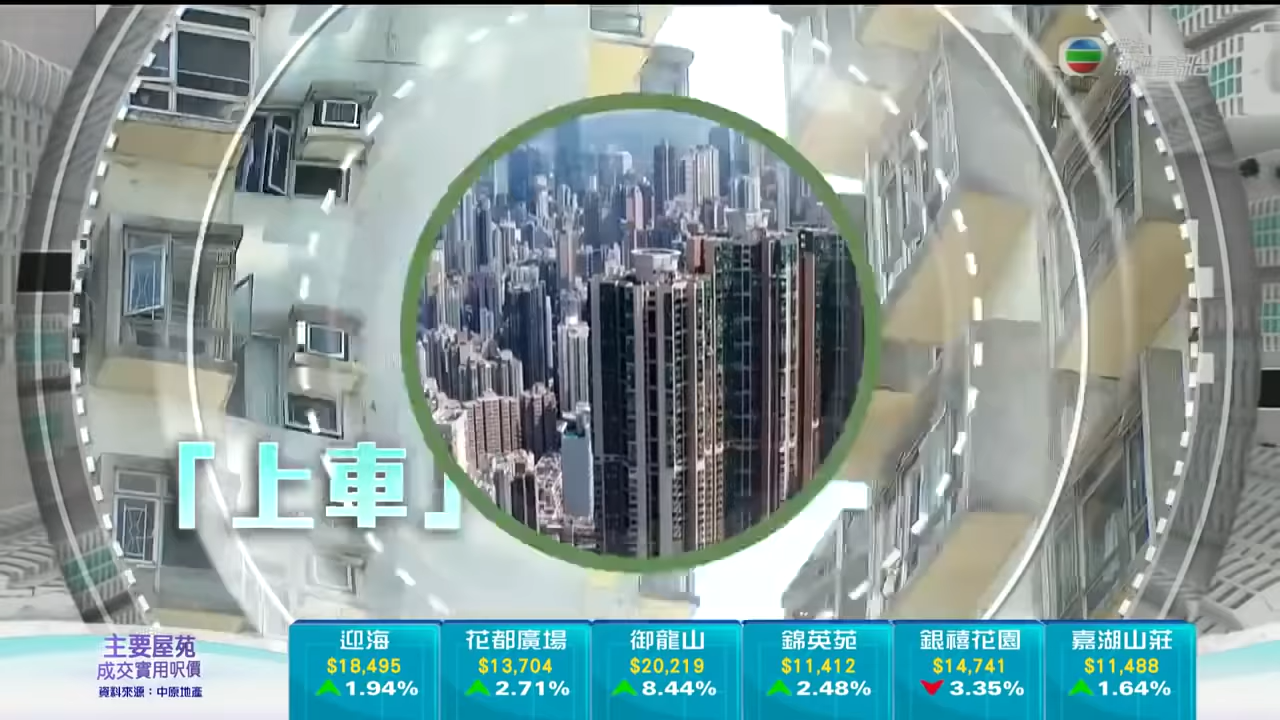 「上車」
主要屋苑
成交實用呎價
資料來源：中原地產
迎海
$18,495
1.94%
花都廣場
$13,704
2.71%
御龍山
$20,219
8.44%
錦英苑
$11,412
2.48%
銀禧花園
$14,741
3.35%
嘉湖山莊
$11,488
1.64%